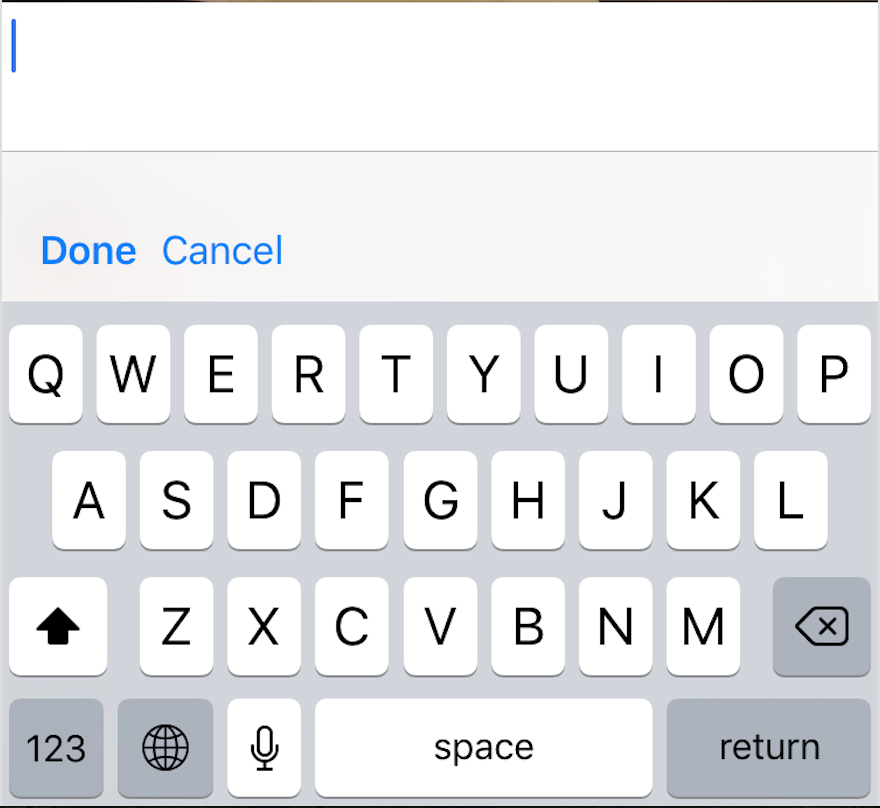 Done Cancel
Q W E R T Y U I O P
A S D F G H J K L
Z X C V B N M
123 space return